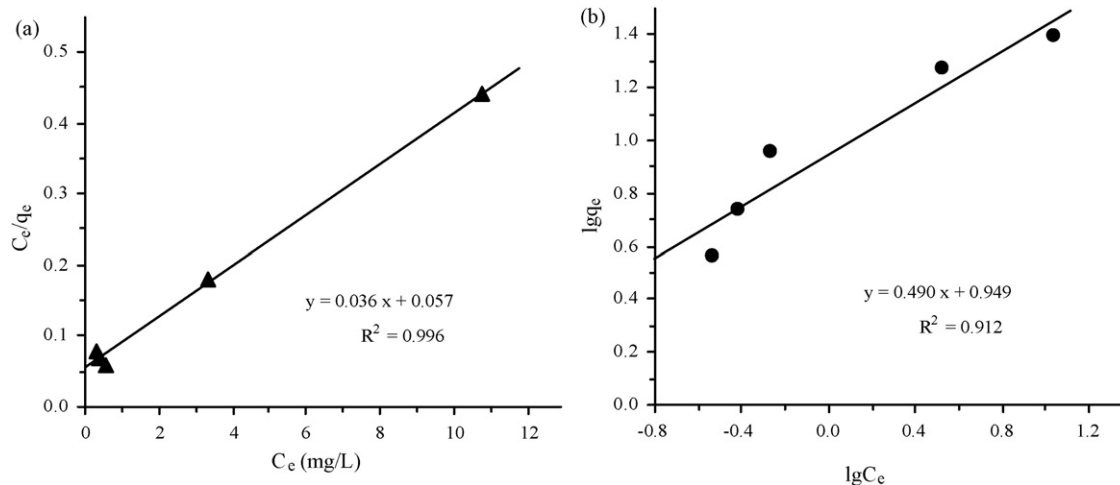 (a)
0.5
0.4
0.3
0.2
0.1
0.0
Cₑ/qₑ
y = 0.036 x + 0.057
R² = 0.996
0 2 4 6 8 10 12
Cₑ (mg/L)
(b)
1.4
1.2
1.0
0.8
0.6
0.4
0.2
0.0
lgqₑ
y = 0.490 x + 0.949
R² = 0.912
-0.8 -0.4 0.0 0.4 0.8 1.2
lgCₑ